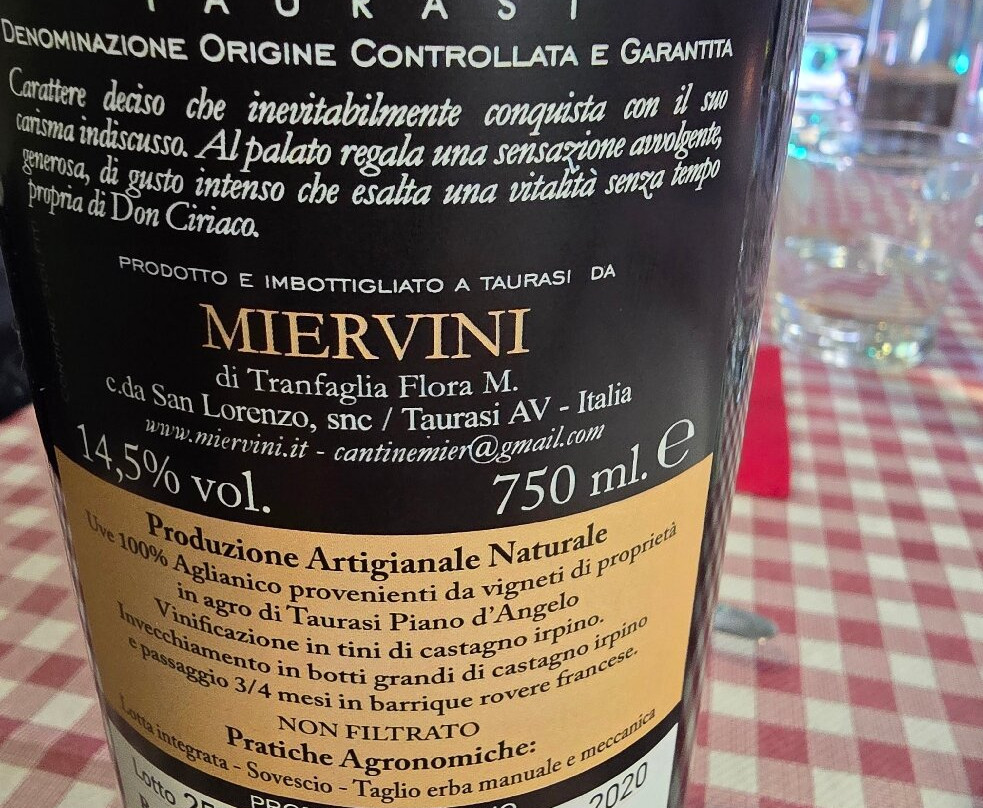 TAURASI
DENOMINAZIONE ORIGINE CONTROLLATA E GARANTITA
Carattere deciso che inevitabilmente conquista con il suo
carisma indiscusso. Al palato regala una sensazione avvolgente,
generosa, di gusto intenso che esalta una vitalità senza tempo
propria di Don Ciriaco.
PRODOTTO E IMBOTTIGLIATO A TAURASI DA
MIERVINI
di Tranfaglia Flora M.
c.da San Lorenzo, snc / Taurasi AV - Italia
www.miervini.it - cantinemier@gmail.com
14,5% vol. 750 ml. e
Produzione Artigianale Naturale
Uve 100% Aglianico provenienti da vigneti di proprietà
in agro di Taurasi Piano d'Angelo
Vinificazione in tini di castagno irpino.
Invecchiamento in botti grandi di castagno irpino
e passaggio 3/4 mesi in barrique rovere francese.
NON FILTRATO
Pratiche Agronomiche:
Lotta integrata - Sovescio - Taglio erba manuale e meccanica
Lotto 2020